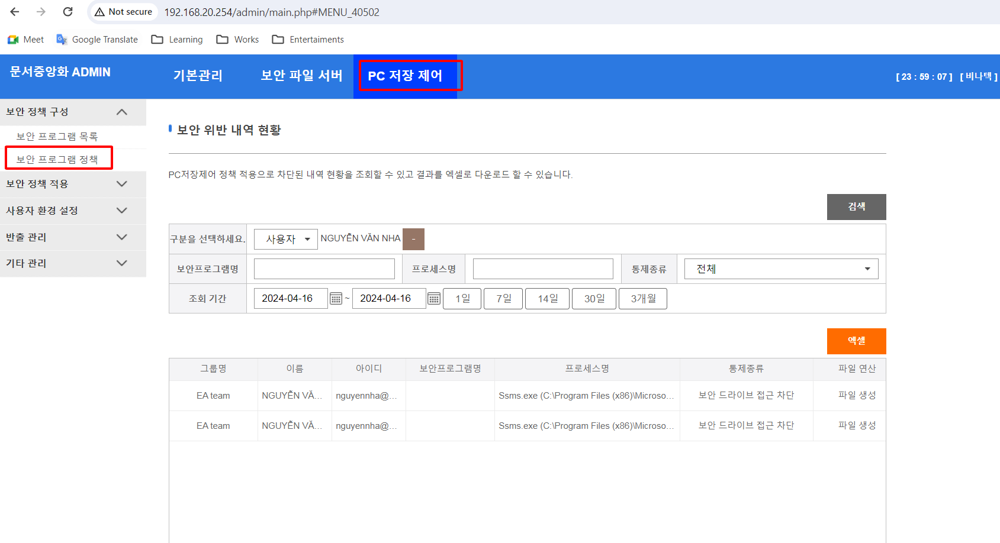 Not secure 192.168.20.254/admin/main.php#MENU_40502
Meet Google Translate Learning Works Entertaiments
문서중앙화 ADMIN 기본관리 보안 파일 서버 PC 저장 제어 [ 23 : 59 : 07 ] [ 비나텍 ]
보안 정책 구성
보안 프로그램 목록
보안 프로그램 정책
보안 정책 적용
사용자 환경 설정
반출 관리
기타 관리
보안 위반 내역 현황
PC저장제어 정책 적용으로 차단된 내역 현황을 조회할 수 있고 결과를 엑셀로 다운로드 할 수 있습니다.
검색
구분을 선택하세요. 사용자 NGUYỄN VĂN NHA -
보안프로그램명 프로세스명 통제종류 전체
조회 기간 2024-04-16 ~ 2024-04-16 1일 7일 14일 30일 3개월
엑셀
그룹명 이름 아이디 보안프로그램명 프로세스명 통제종류 파일 연산
EA team NGUYỄN VĂ... nguyennha@... Ssms.exe (C:\Program Files (x86)\Microso... 보안 드라이브 접근 차단 파일 생성
EA team NGUYỄN VĂ... nguyennha@... Ssms.exe (C:\Program Files (x86)\Microso... 보안 드라이브 접근 차단 파일 생성